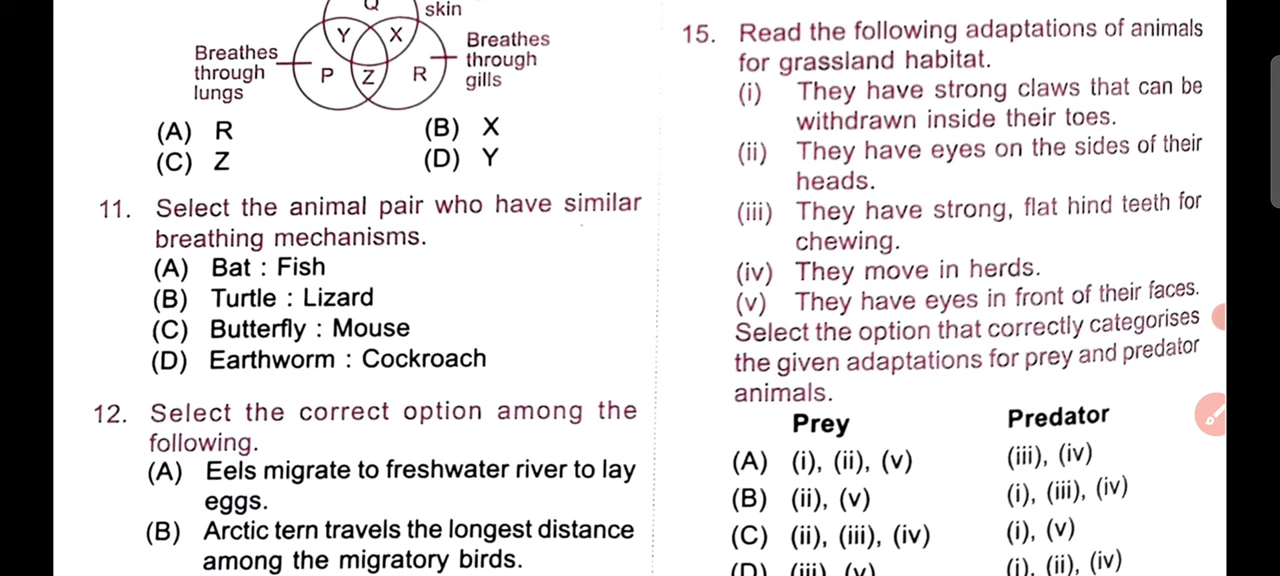 Q
skin
Y
X
Breathes
through
lungs
P
Z
R
Breathes
through
gills
(A) R
(B) X
(C) Z
(D) Y
11. Select the animal pair who have similar
breathing mechanisms.
(A) Bat : Fish
(B) Turtle : Lizard
(C) Butterfly : Mouse
(D) Earthworm : Cockroach
12. Select the correct option among the
following.
(A) Eels migrate to freshwater river to lay
eggs.
(B) Arctic tern travels the longest distance
among the migratory birds.
15. Read the following adaptations of animals
for grassland habitat.
(i) They have strong claws that can be
withdrawn inside their toes.
(ii) They have eyes on the sides of their
heads.
(iii) They have strong, flat hind teeth for
chewing.
(iv) They move in herds.
(v) They have eyes in front of their faces.
Select the option that correctly categorises
the given adaptations for prey and predator
animals.
Prey Predator
(A) (i), (ii), (v) (iii), (iv)
(B) (ii), (v) (i), (iii), (iv)
(C) (ii), (iii), (iv) (i), (v)
(D) (iii), (v) (i), (ii), (iv)